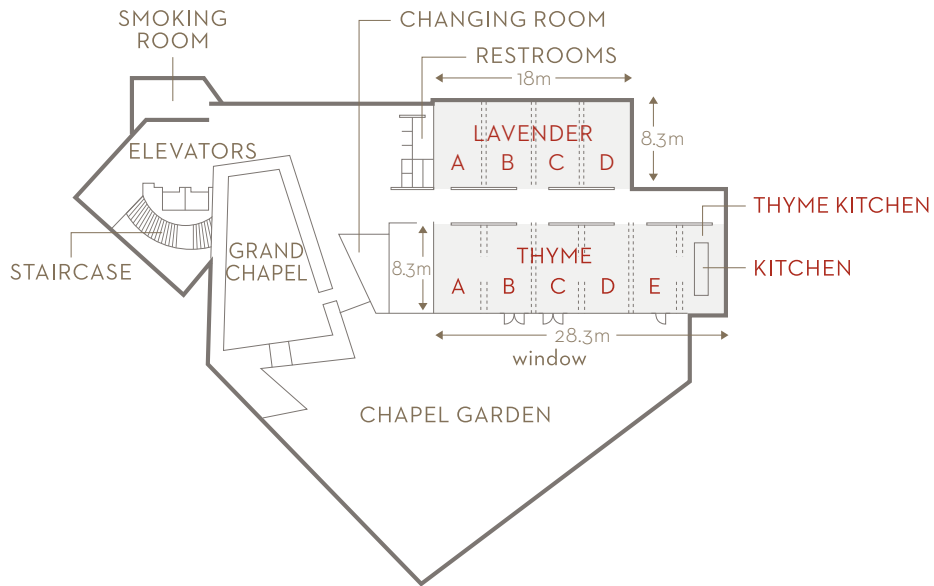 SMOKING
ROOM
CHANGING ROOM
RESTROOMS
18m
LAVENDER
A B C D
8.3m
ELEVATORS
THYME KITCHEN
STAIRCASE
GRAND
CHAPEL
8.3m
THYME
A B C D E
KITCHEN
28.3m
window
CHAPEL GARDEN